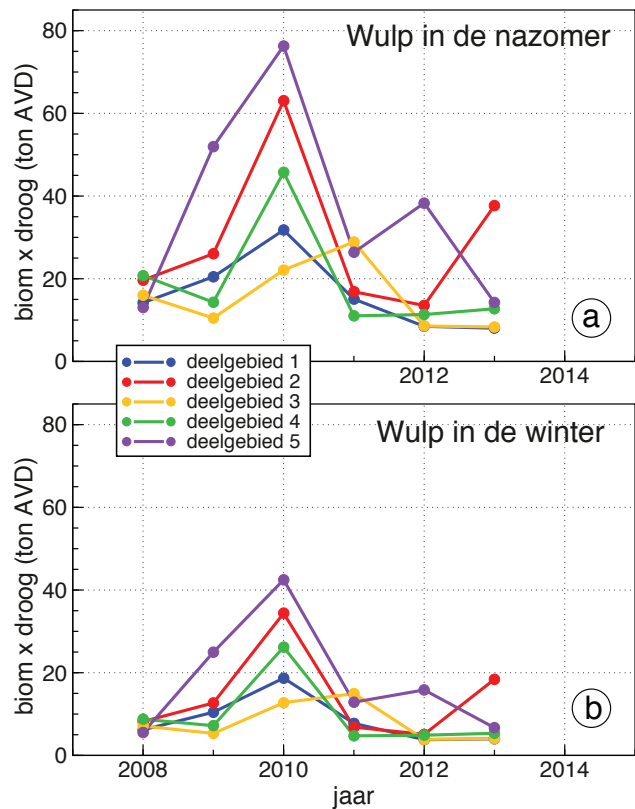 80
Wulp in de nazomer
60
40
20
0
biom x droog (ton AVD)
a
2012
2014
deelgebied 1
deelgebied 2
deelgebied 3
deelgebied 4
deelgebied 5
80
Wulp in de winter
60
40
20
0
biom x droog (ton AVD)
b
2008
2010
2012
2014
jaar